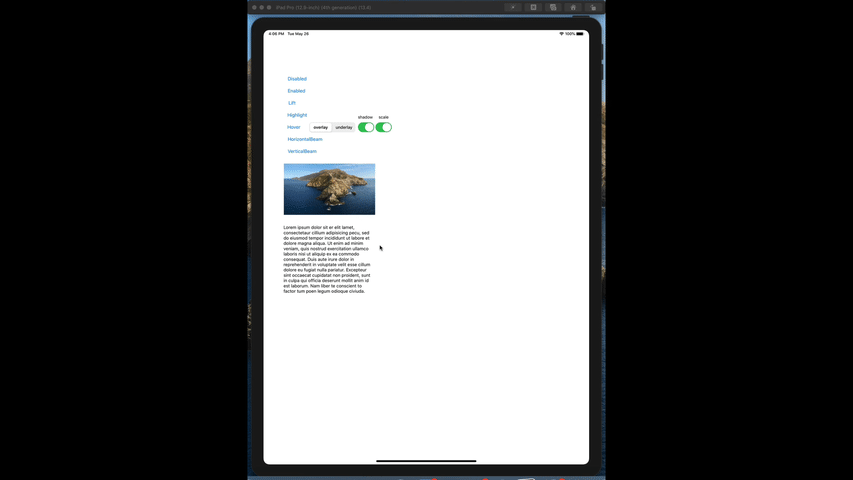 iPad Pro (12.9-inch) (4th generation) (13.4)
4:06 PM Tue May 26
100%
Disabled
Enabled
Lift
Highlight
shadow scale
Hover overlay underlay
HorizontalBeam
VerticalBeam
Lorem ipsum dolor sit er elit lamet,
consectetaur cillium adipisicing pecu, sed
do eiusmod tempor incididunt ut labore et
dolore magna aliqua. Ut enim ad minim
veniam, quis nostrud exercitation ullamco
laboris nisi ut aliquip ex ea commodo
consequat. Duis aute irure dolor in
reprehenderit in voluptate velit esse cillum
dolore eu fugiat nulla pariatur. Excepteur
sint occaecat cupidatat non proident, sunt
in culpa qui officia deserunt mollit anim id
est laborum. Nam liber te conscient to
factor tum poen legum odioque civiuda.